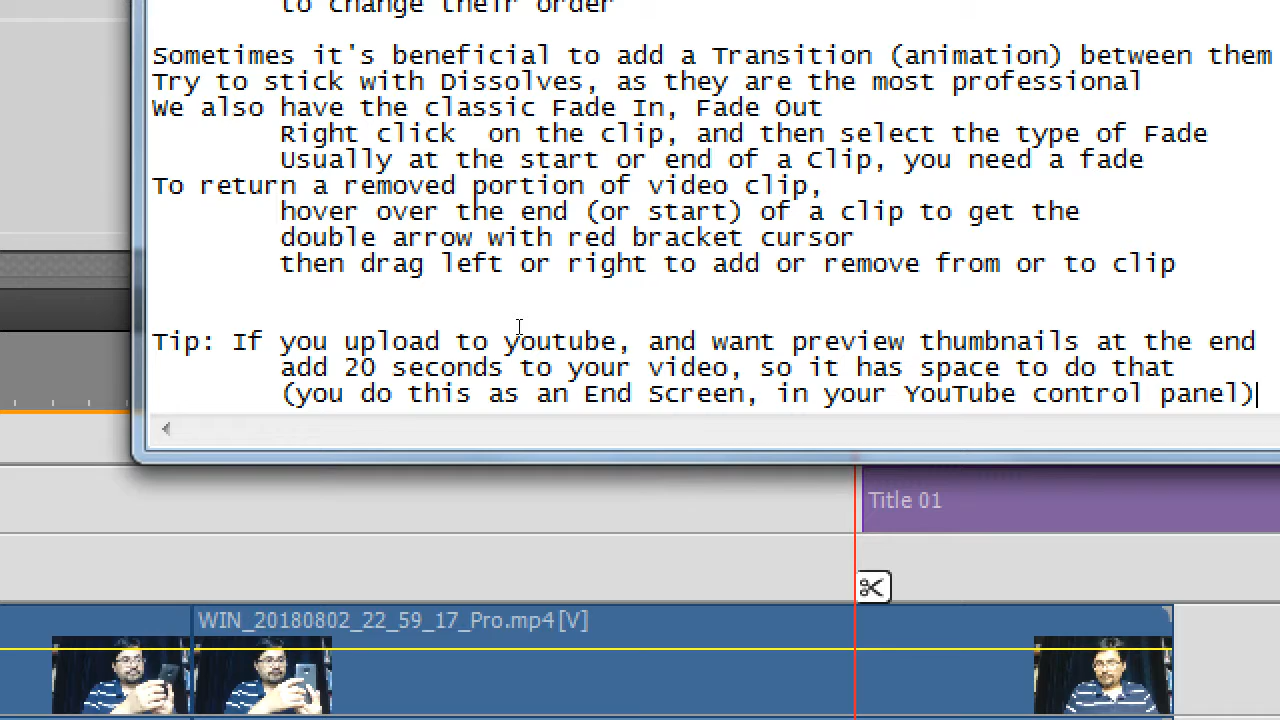 to change their order
Sometimes it's beneficial to add a Transition (animation) between them
Try to stick with Dissolves, as they are the most professional
We also have the classic Fade In, Fade Out
Right click  on the clip, and then select the type of Fade
Usually at the start or end of a Clip, you need a fade
To return a removed portion of video clip,
hover over the end (or start) of a clip to get the
double arrow with red bracket cursor
then drag left or right to add or remove from or to clip
Tip: If you upload to youtube, and want preview thumbnails at the end
add 20 seconds to your video, so it has space to do that
(you do this as an End Screen, in your YouTube control panel)
Title 01
WIN_20180802_22_59_17_Pro.mp4 [V]